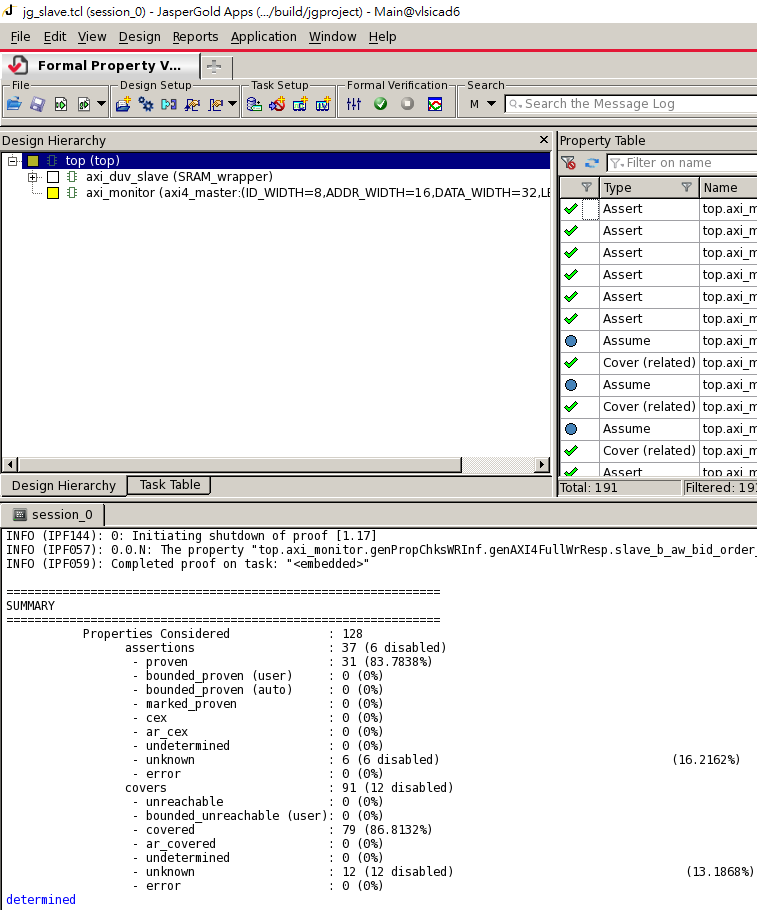 jg_slave.tcl (session_0) - JasperGold Apps (.../build/jgproject) - Main@vlsicad6
File Edit View Design Reports Application Window Help
Formal Property V...
File Design Setup Task Setup Formal Verification Search
M Search the Message Log
Design Hierarchy
top (top)
axi_duv_slave (SRAM_wrapper)
axi_monitor (axi4_master:(ID_WIDTH=8,ADDR_WIDTH=16,DATA_WIDTH=32,LE
Design Hierarchy Task Table
Property Table
Filter on name
Type Name
Assert top.axi_m
Assert top.axi_m
Assert top.axi_m
Assert top.axi_m
Assert top.axi_m
Assert top.axi_m
Assume top.axi_m
Cover (related) top.axi_m
Assume top.axi_m
Cover (related) top.axi_m
Assume top.axi_m
Cover (related) top.axi_m
Assert top.axi_m
Total: 191 Filtered: 191
session_0
INFO (IPF144): 0: Initiating shutdown of proof [1.17]
INFO (IPF057): 0.0.N: The property "top.axi_monitor.genPropChksWRInf.genAXI4FullWrResp.slave_b_aw_bid_order_
INFO (IPF059): Completed proof on task: "<embedded>"
==============================================================
SUMMARY
==============================================================
Properties Considered : 128
assertions : 37 (6 disabled)
- proven : 31 (83.7838%)
- bounded_proven (user) : 0 (0%)
- bounded_proven (auto) : 0 (0%)
- marked_proven : 0 (0%)
- cex : 0 (0%)
- ar_cex : 0 (0%)
- undetermined : 0 (0%)
- unknown : 6 (6 disabled) (16.2162%)
- error : 0 (0%)
covers : 91 (12 disabled)
- unreachable : 0 (0%)
- bounded_unreachable (user): 0 (0%)
- covered : 79 (86.8132%)
- ar_covered : 0 (0%)
- undetermined : 0 (0%)
- unknown : 12 (12 disabled) (13.1868%)
- error : 0 (0%)
determined